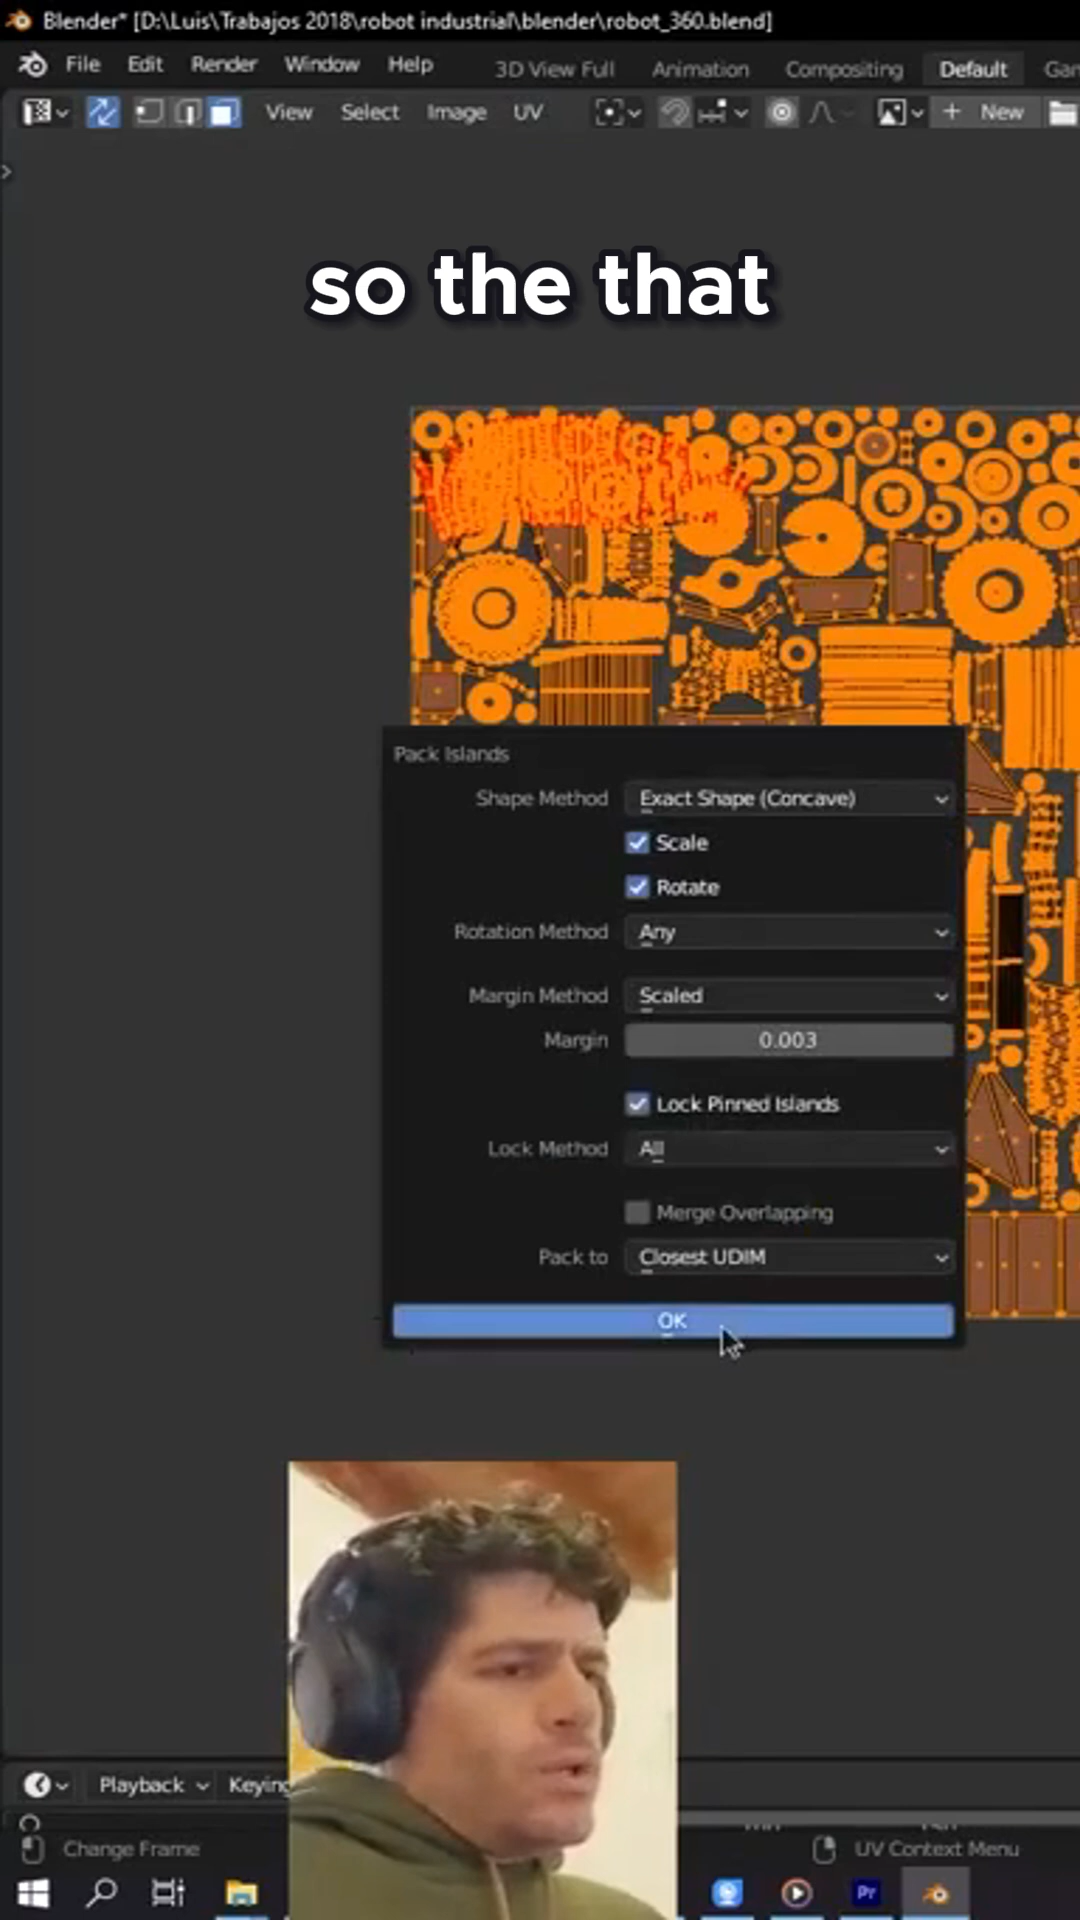 Blender* [D:\Luis\Trabajos 2018\robot industrial\blender\robot_360.blend]
File Edit Render Window Help 3D View Full Animation Compositing Default Gan
View Select Image UV + New
so the that
Pack Islands
Shape Method Exact Shape (Concave)
Scale
Rotate
Rotation Method Any
Margin Method Scaled
Margin 0.003
Lock Pinned Islands
Lock Method All
Merge Overlapping
Pack to Closest UDIM
OK
Playback Keying
Change Frame UV Context Menu
Pr